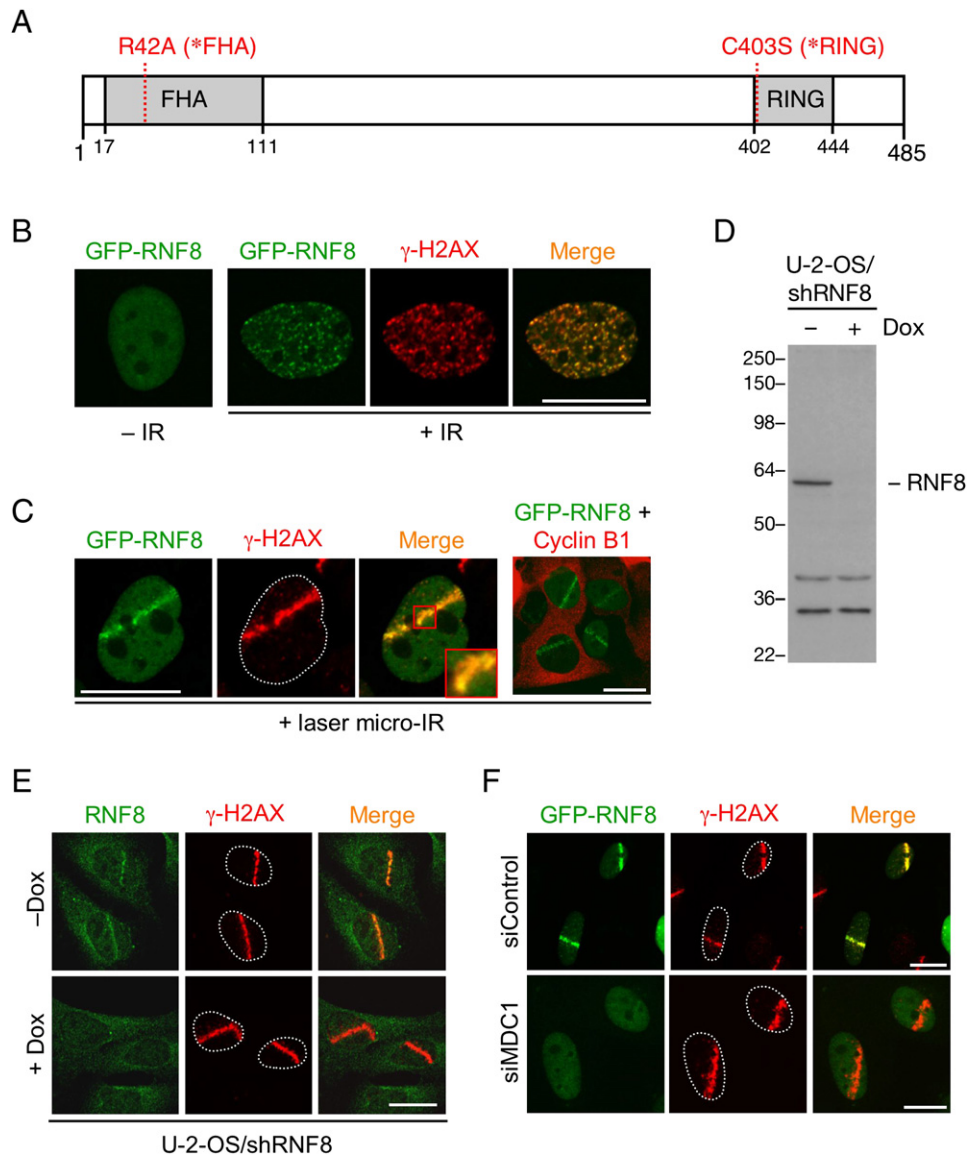 A
R42A (*FHA)
C403S (*RING)
FHA
RING
1
17
111
402
444
485
B
GFP-RNF8
GFP-RNF8
γ-H2AX
Merge
– IR
+ IR
C
GFP-RNF8
γ-H2AX
Merge
GFP-RNF8 +
Cyclin B1
+ laser micro-IR
D
U-2-OS/
shRNF8
– + Dox
250–
150–
98–
64–
– RNF8
50–
36–
22–
E
RNF8
γ-H2AX
Merge
–Dox
+ Dox
U-2-OS/shRNF8
F
GFP-RNF8
γ-H2AX
Merge
siControl
siMDC1